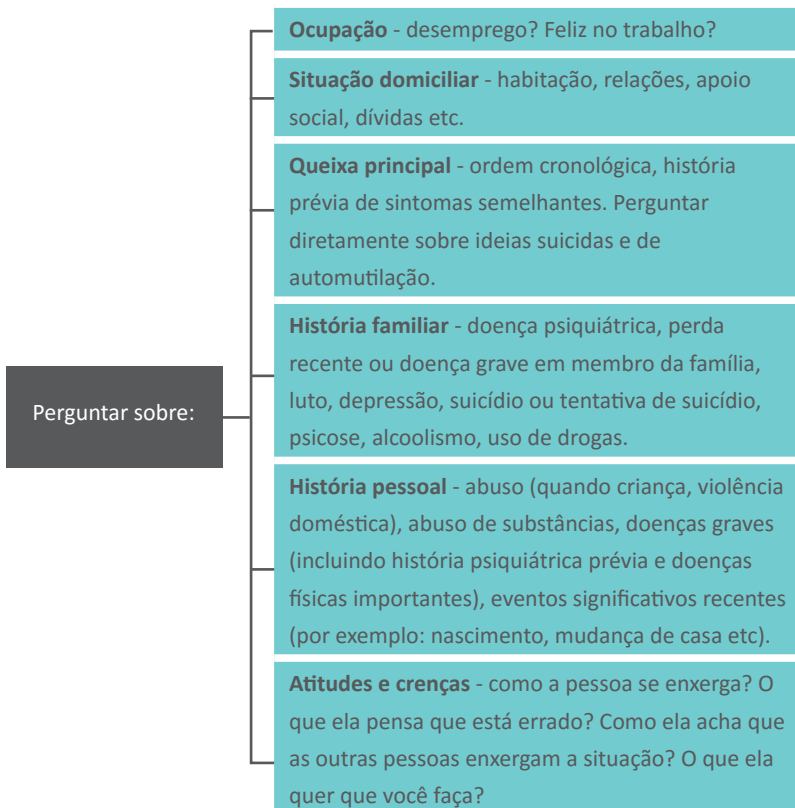 Perguntar sobre:
Ocupação - desemprego? Feliz no trabalho?
Situação domiciliar - habitação, relações, apoio
social, dívidas etc.
Queixa principal - ordem cronológica, história
prévia de sintomas semelhantes. Perguntar
diretamente sobre ideias suicidas e de
automutilação.
História familiar - doença psiquiátrica, perda
recente ou doença grave em membro da família,
luto, depressão, suicídio ou tentativa de suicídio,
psicose, alcoolismo, uso de drogas.
História pessoal - abuso (quando criança, violência
doméstica), abuso de substâncias, doenças graves
(incluindo história psiquiátrica prévia e doenças
físicas importantes), eventos significativos recentes
(por exemplo: nascimento, mudança de casa etc).
Atitudes e crenças - como a pessoa se enxerga? O
que ela pensa que está errado? Como ela acha que
as outras pessoas enxergam a situação? O que ela
quer que você faça?